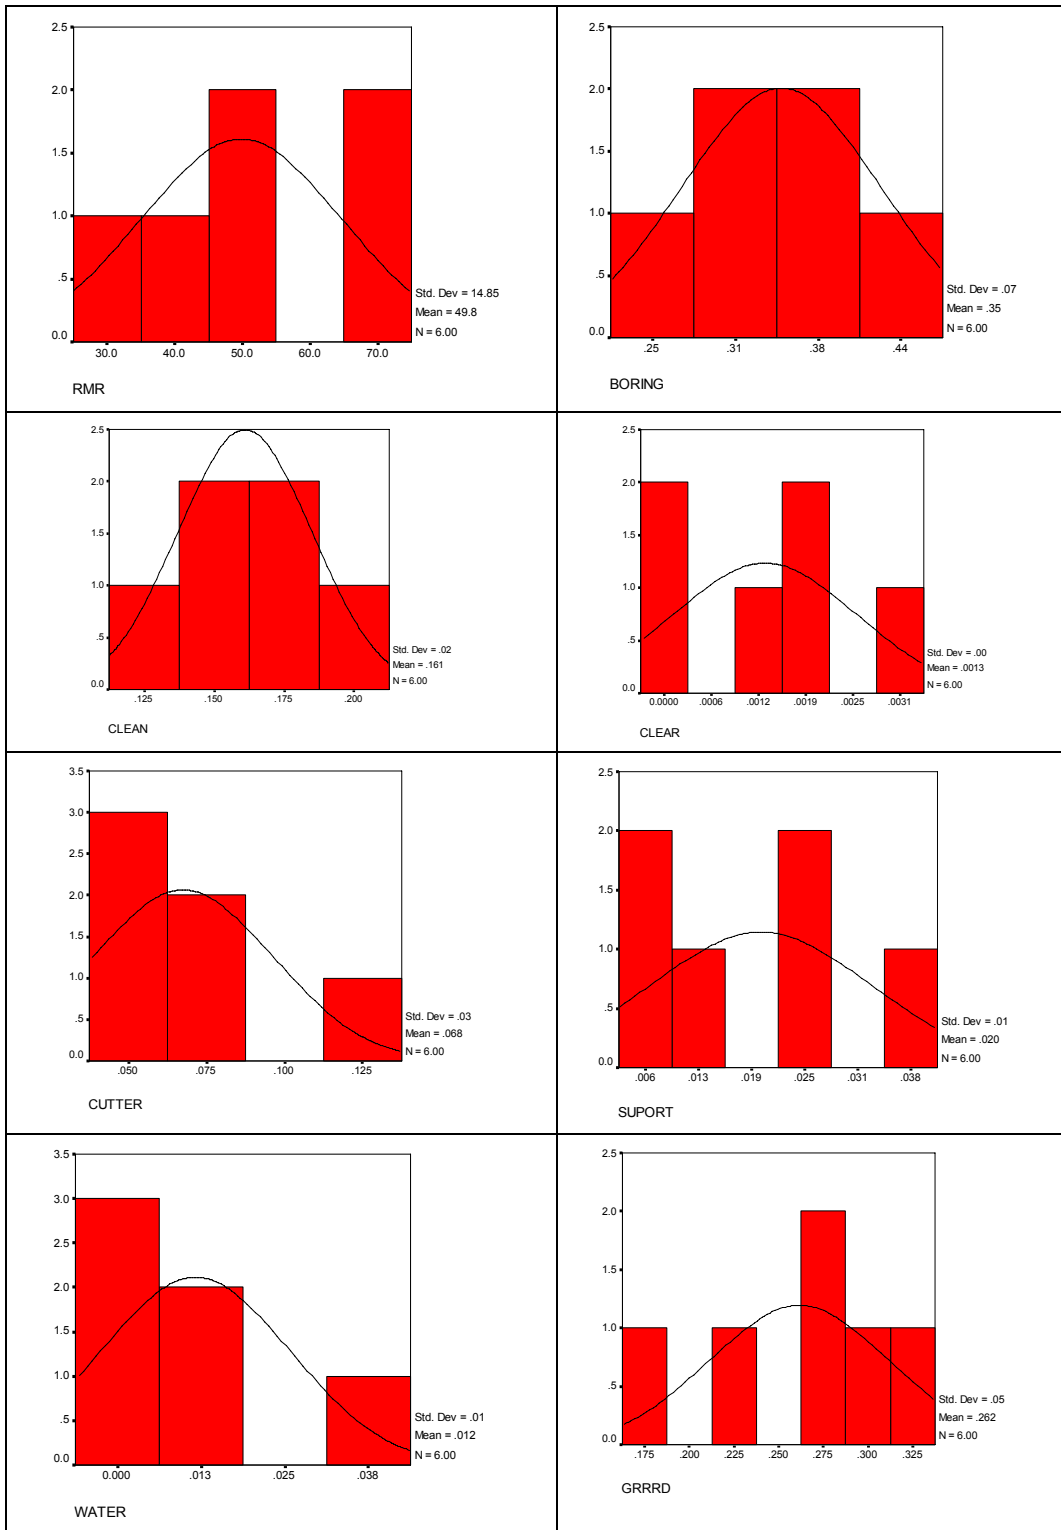 2.5
2.0
1.5
1.0
.5
0.0
30.0 40.0 50.0 60.0 70.0
Std. Dev = 14.85
Mean = 49.8
N = 6.00
RMR
2.5
2.0
1.5
1.0
.5
0.0
.25 .31 .38 .44
Std. Dev = .07
Mean = .35
N = 6.00
BORING
2.5
2.0
1.5
1.0
.5
0.0
.125 .150 .175 .200
Std. Dev = .02
Mean = .161
N = 6.00
CLEAN
2.5
2.0
1.5
1.0
.5
0.0
0.0000 .0006 .0012 .0019 .0025 .0031
Std. Dev = .00
Mean = .0013
N = 6.00
CLEAR
3.5
3.0
2.5
2.0
1.5
1.0
.5
0.0
.050 .075 .100 .125
Std. Dev = .03
Mean = .068
N = 6.00
CUTTER
2.5
2.0
1.5
1.0
.5
0.0
.006 .013 .019 .025 .031 .038
Std. Dev = .01
Mean = .020
N = 6.00
SUPORT
3.5
3.0
2.5
2.0
1.5
1.0
.5
0.0
0.000 .013 .025 .038
Std. Dev = .01
Mean = .012
N = 6.00
WATER
2.5
2.0
1.5
1.0
.5
0.0
.175 .200 .225 .250 .275 .300 .325
Std. Dev = .05
Mean = .262
N = 6.00
GRRRD